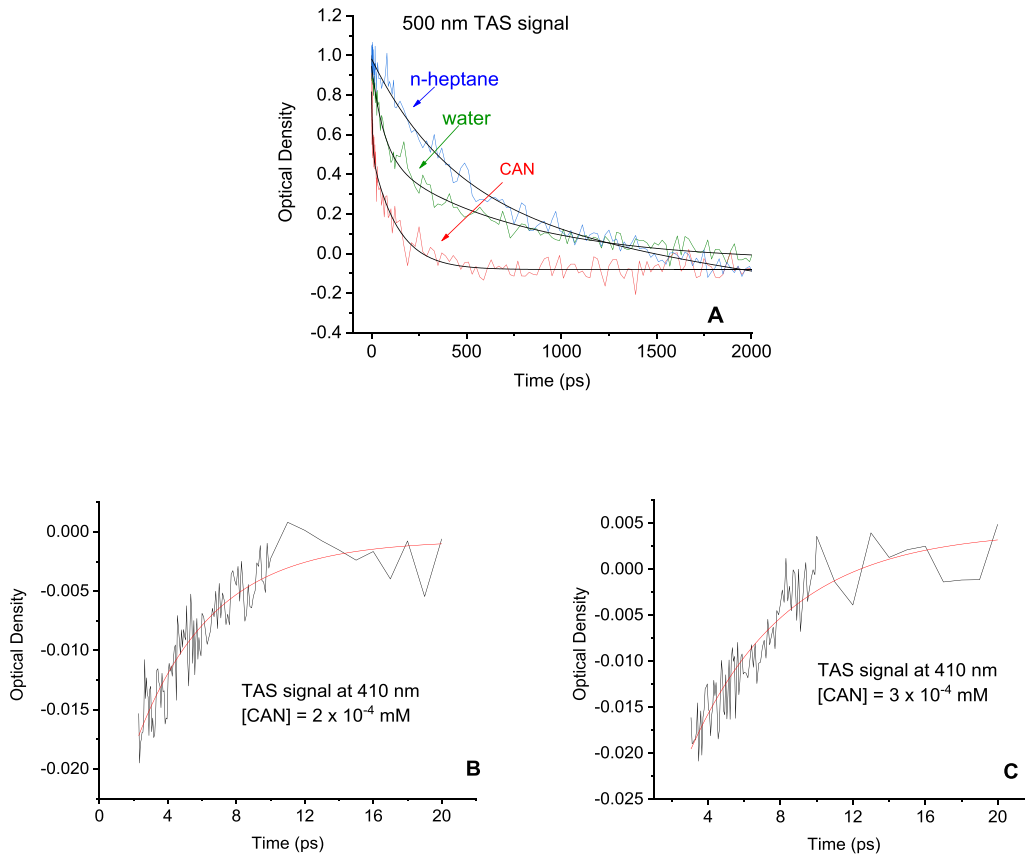 500 nm TAS signal
n-heptane
water
CAN
Optical Density
1.2
1.0
0.8
0.6
0.4
0.2
0.0
-0.2
-0.4
A
0 500 1000 1500 2000
Time (ps)
0.000
-0.005
-0.010
-0.015
-0.020
Optical Density
TAS signal at 410 nm
[CAN] = 2 x 10⁻⁴ mM
B
0 4 8 12 16 20
Time (ps)
0.005
0.000
-0.005
-0.010
-0.015
-0.020
-0.025
Optical Density
TAS signal at 410 nm
[CAN] = 3 x 10⁻⁴ mM
C
4 8 12 16 20
Time (ps)